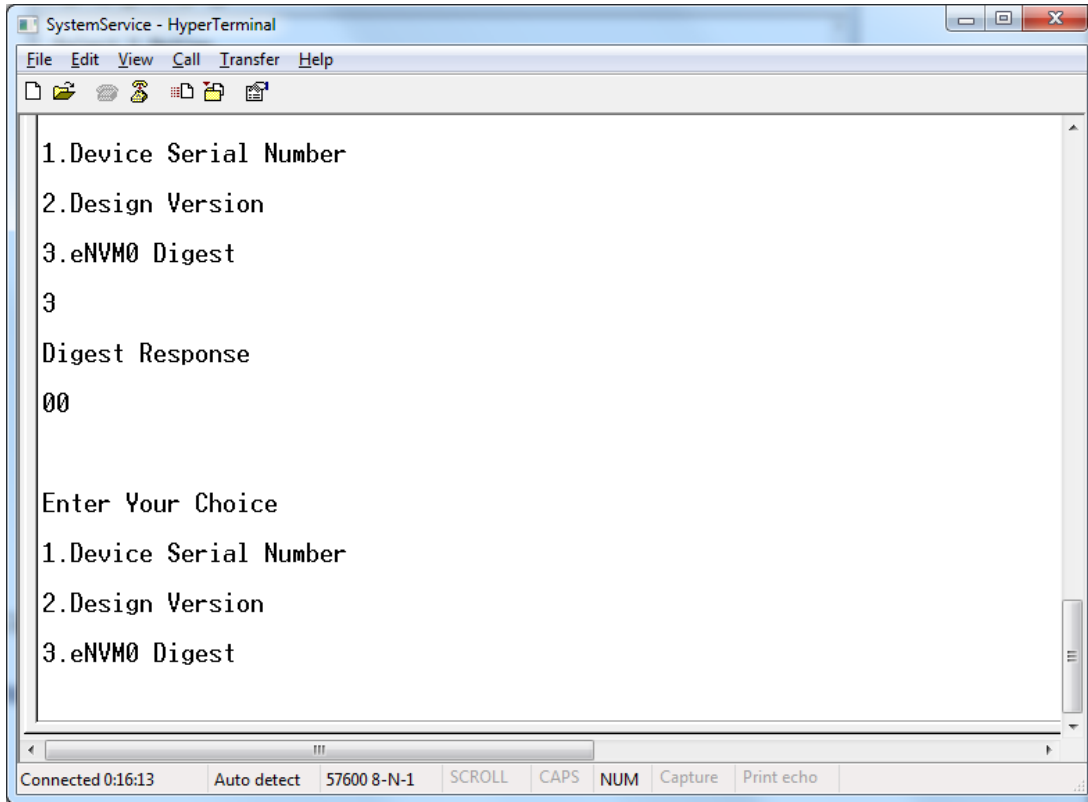 SystemService - HyperTerminal
File Edit View Call Transfer Help
1.Device Serial Number
2.Design Version
3.eNVM0 Digest
3
Digest Response
00
Enter Your Choice
1.Device Serial Number
2.Design Version
3.eNVM0 Digest
Connected 0:16:13 Auto detect 57600 8-N-1 SCROLL CAPS NUM Capture Print echo